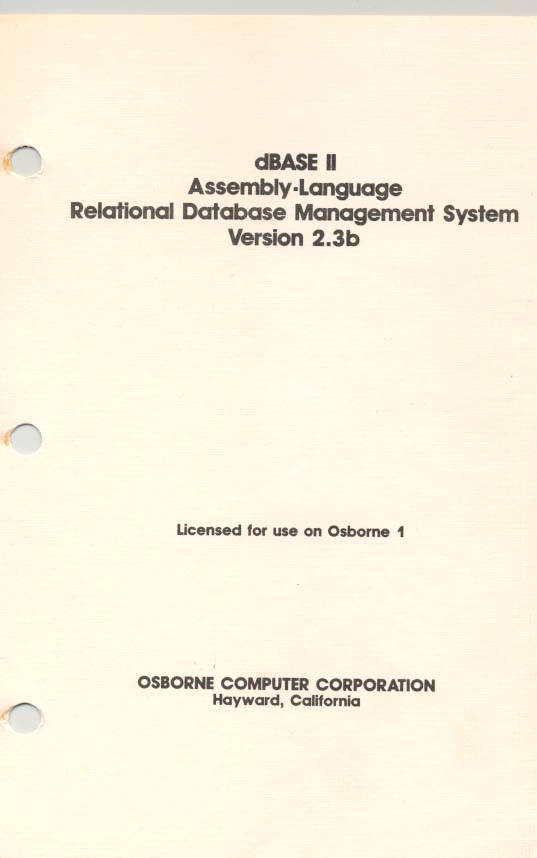 dBASE II
Assembly-Language
Relational Database Management System
Version 2.3b
Licensed for use on Osborne 1
OSBORNE COMPUTER CORPORATION
Hayward, California